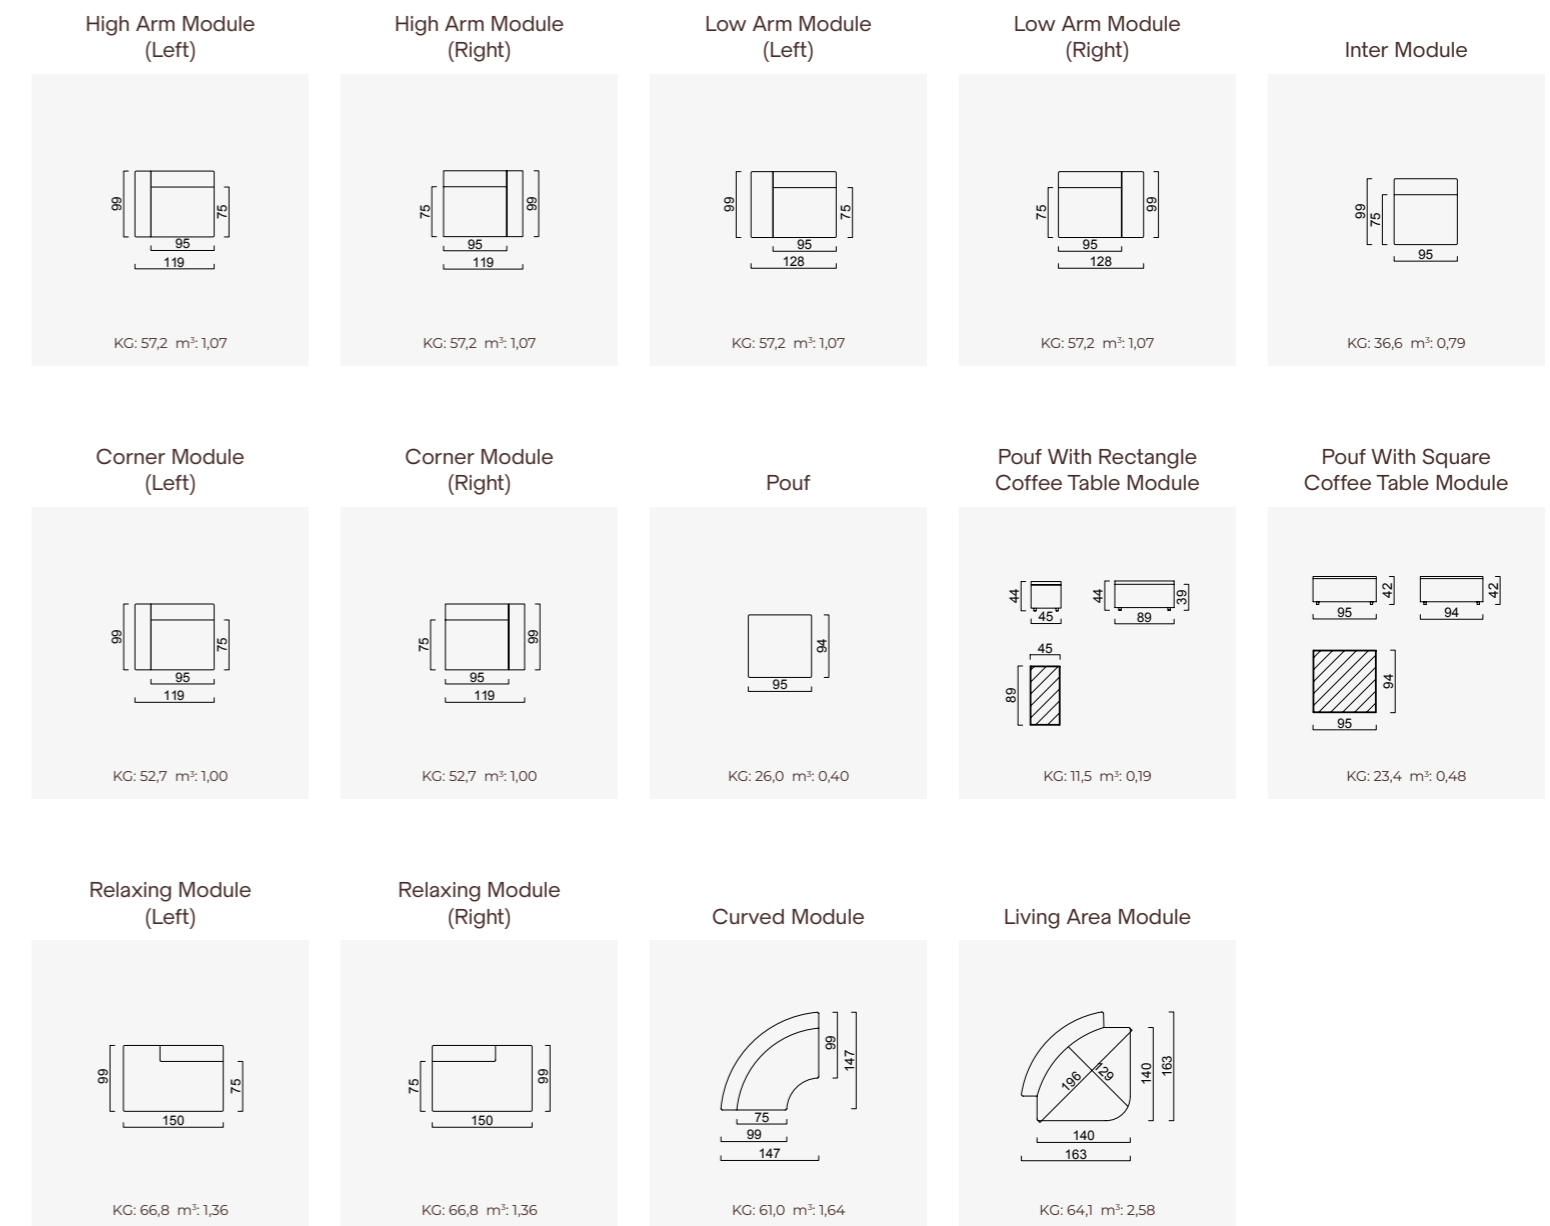 High Arm Module
(Left)
High Arm Module
(Right)
Low Arm Module
(Left)
Low Arm Module
(Right)
Inter Module
99
75
95
119
KG: 57,2 m³: 1,07
75
99
95
119
KG: 57,2 m³: 1,07
99
75
95
128
KG: 57,2 m³: 1,07
75
99
95
128
KG: 57,2 m³: 1,07
99
75
95
KG: 36,6 m³: 0,79
Corner Module
(Left)
Corner Module
(Right)
Pouf
Pouf With Rectangle
Coffee Table Module
Pouf With Square
Coffee Table Module
99
75
95
119
KG: 52,7 m³: 1,00
75
99
95
119
KG: 52,7 m³: 1,00
94
95
KG: 26,0 m³: 0,40
44
45
44
39
89
45
89
KG: 11,5 m³: 0,19
42
95
42
94
94
95
KG: 23,4 m³: 0,48
Relaxing Module
(Left)
Relaxing Module
(Right)
Curved Module
Living Area Module
99
75
150
KG: 66,8 m³: 1,36
75
99
150
KG: 66,8 m³: 1,36
99
147
75
99
147
KG: 61,0 m³: 1,64
196
129
140
163
140
163
KG: 64,1 m³: 2,58